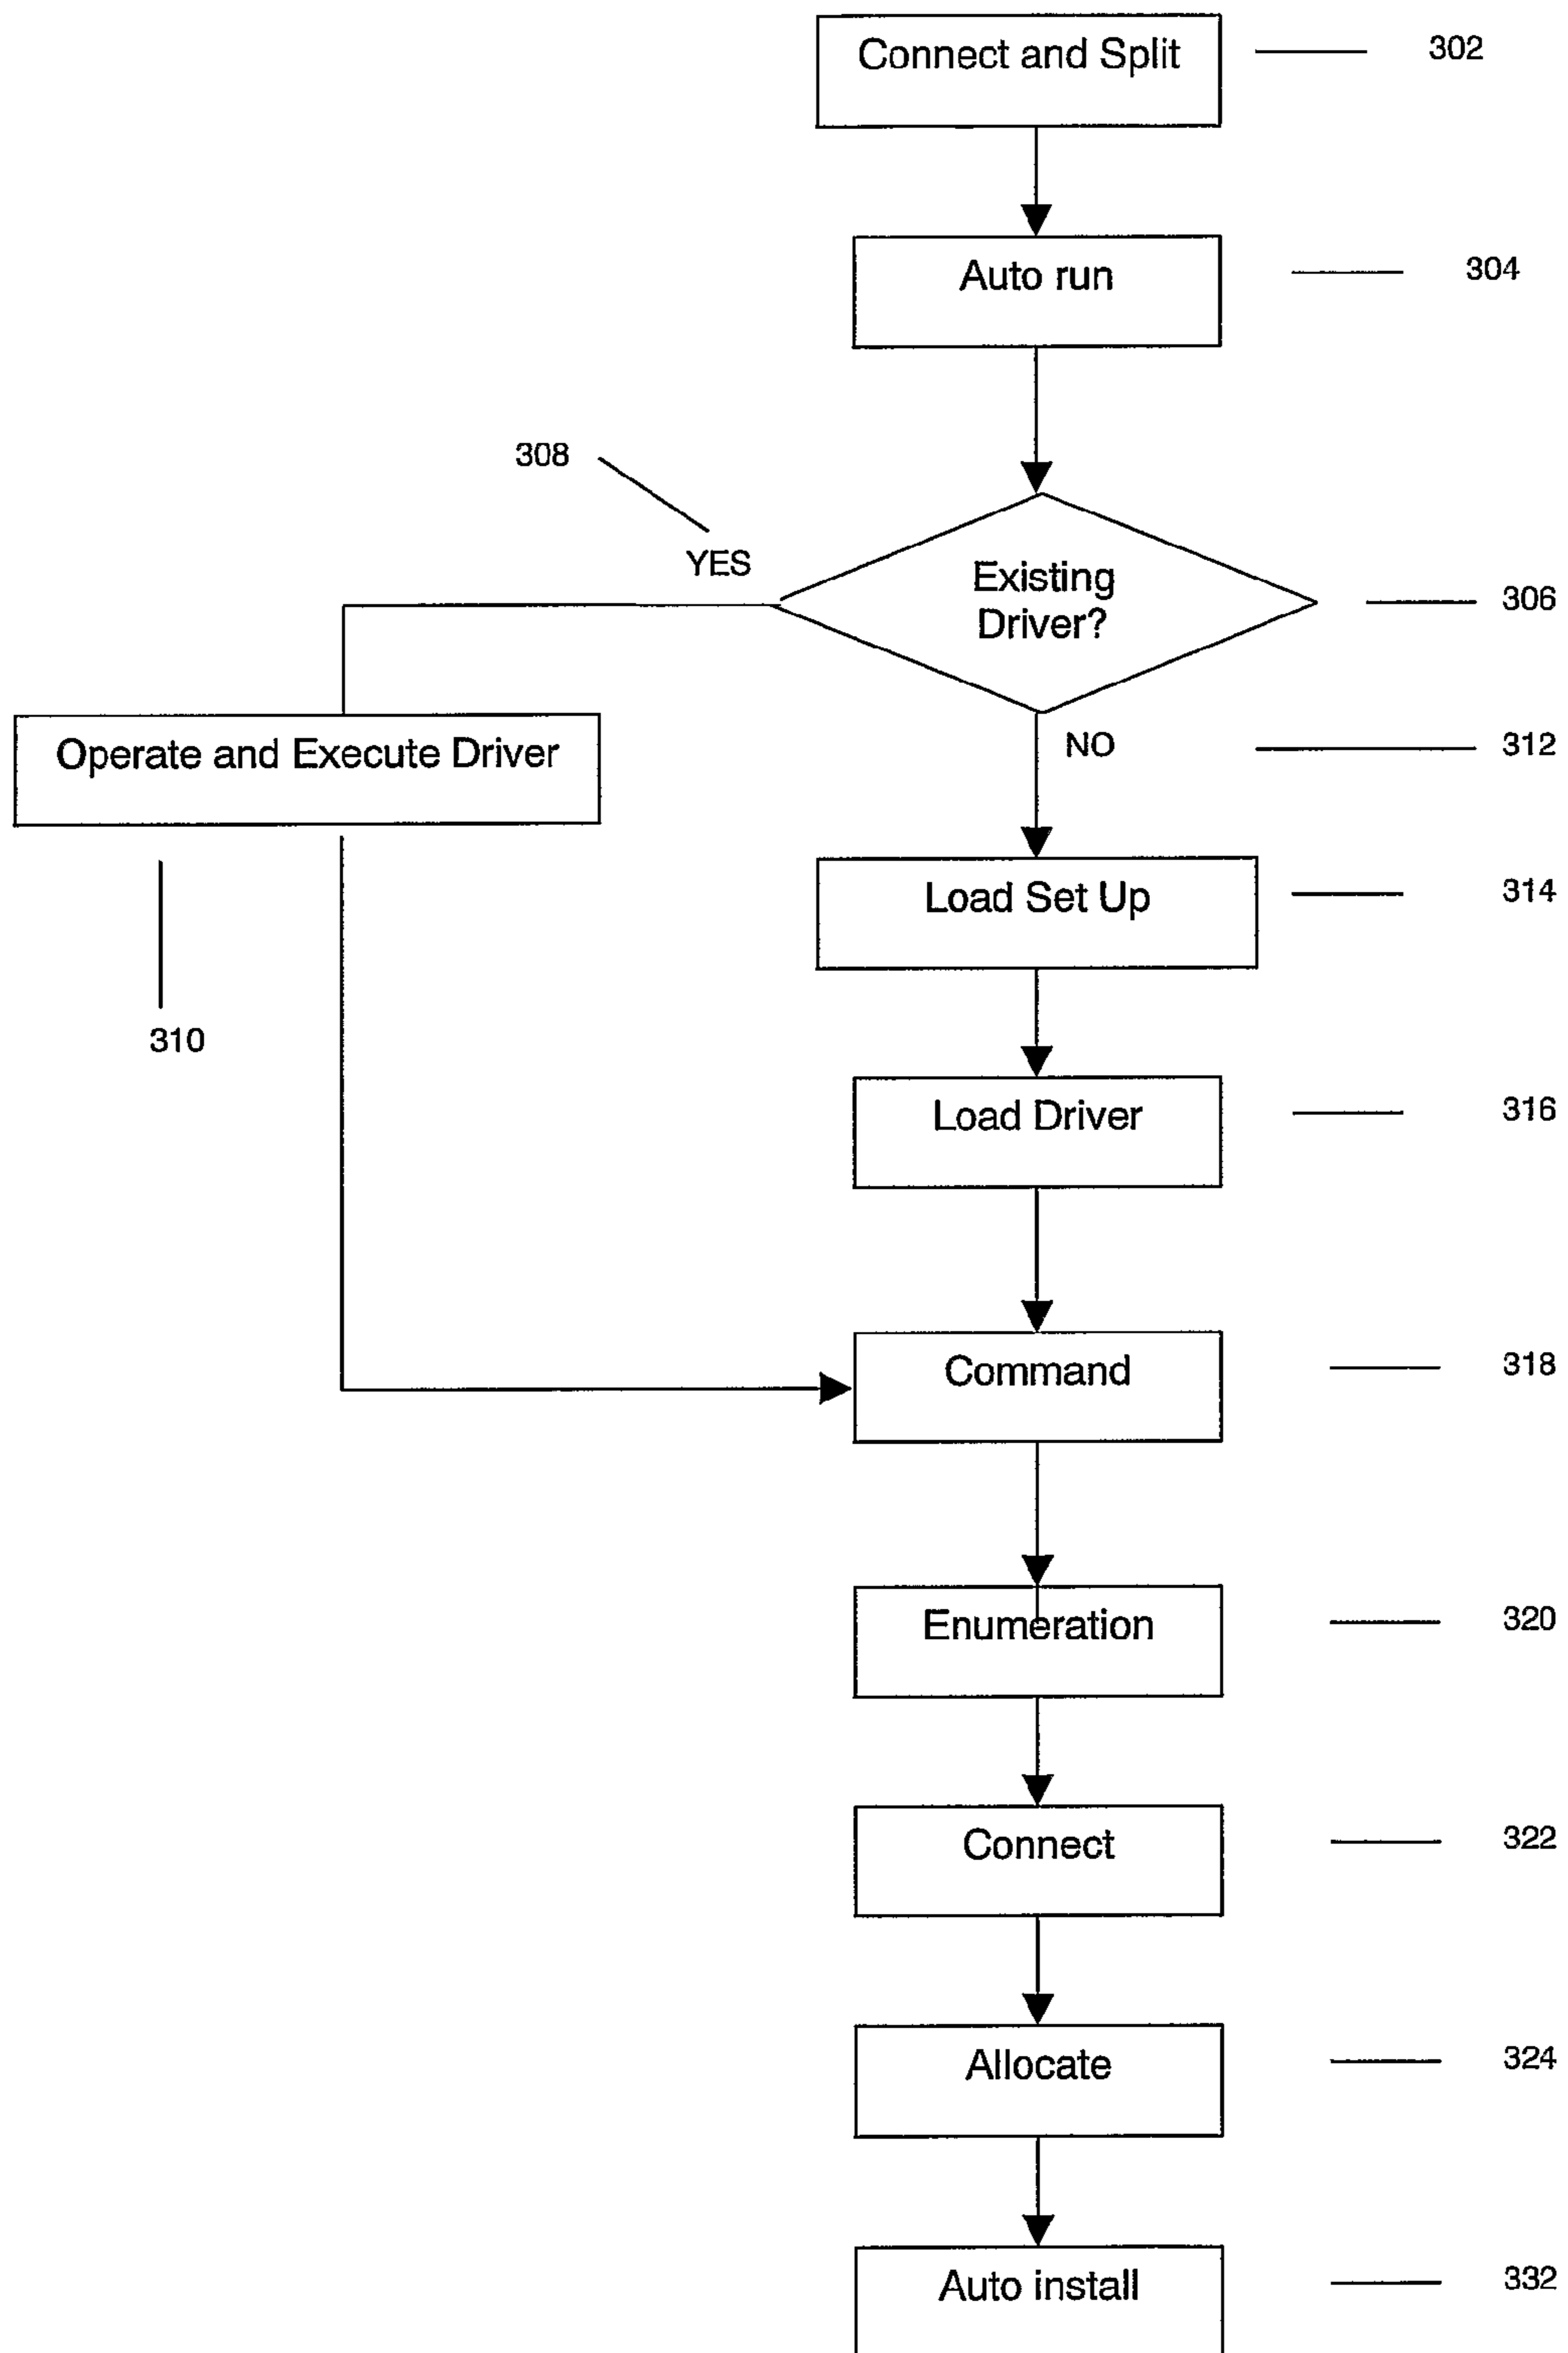 Connect and Split
302
Auto run
304
308
YES
Existing
Driver?
306
Operate and Execute Driver
NO
312
Load Set Up
314
310
Load Driver
316
Command
318
Enumeration
320
Connect
322
Allocate
324
Auto install
332